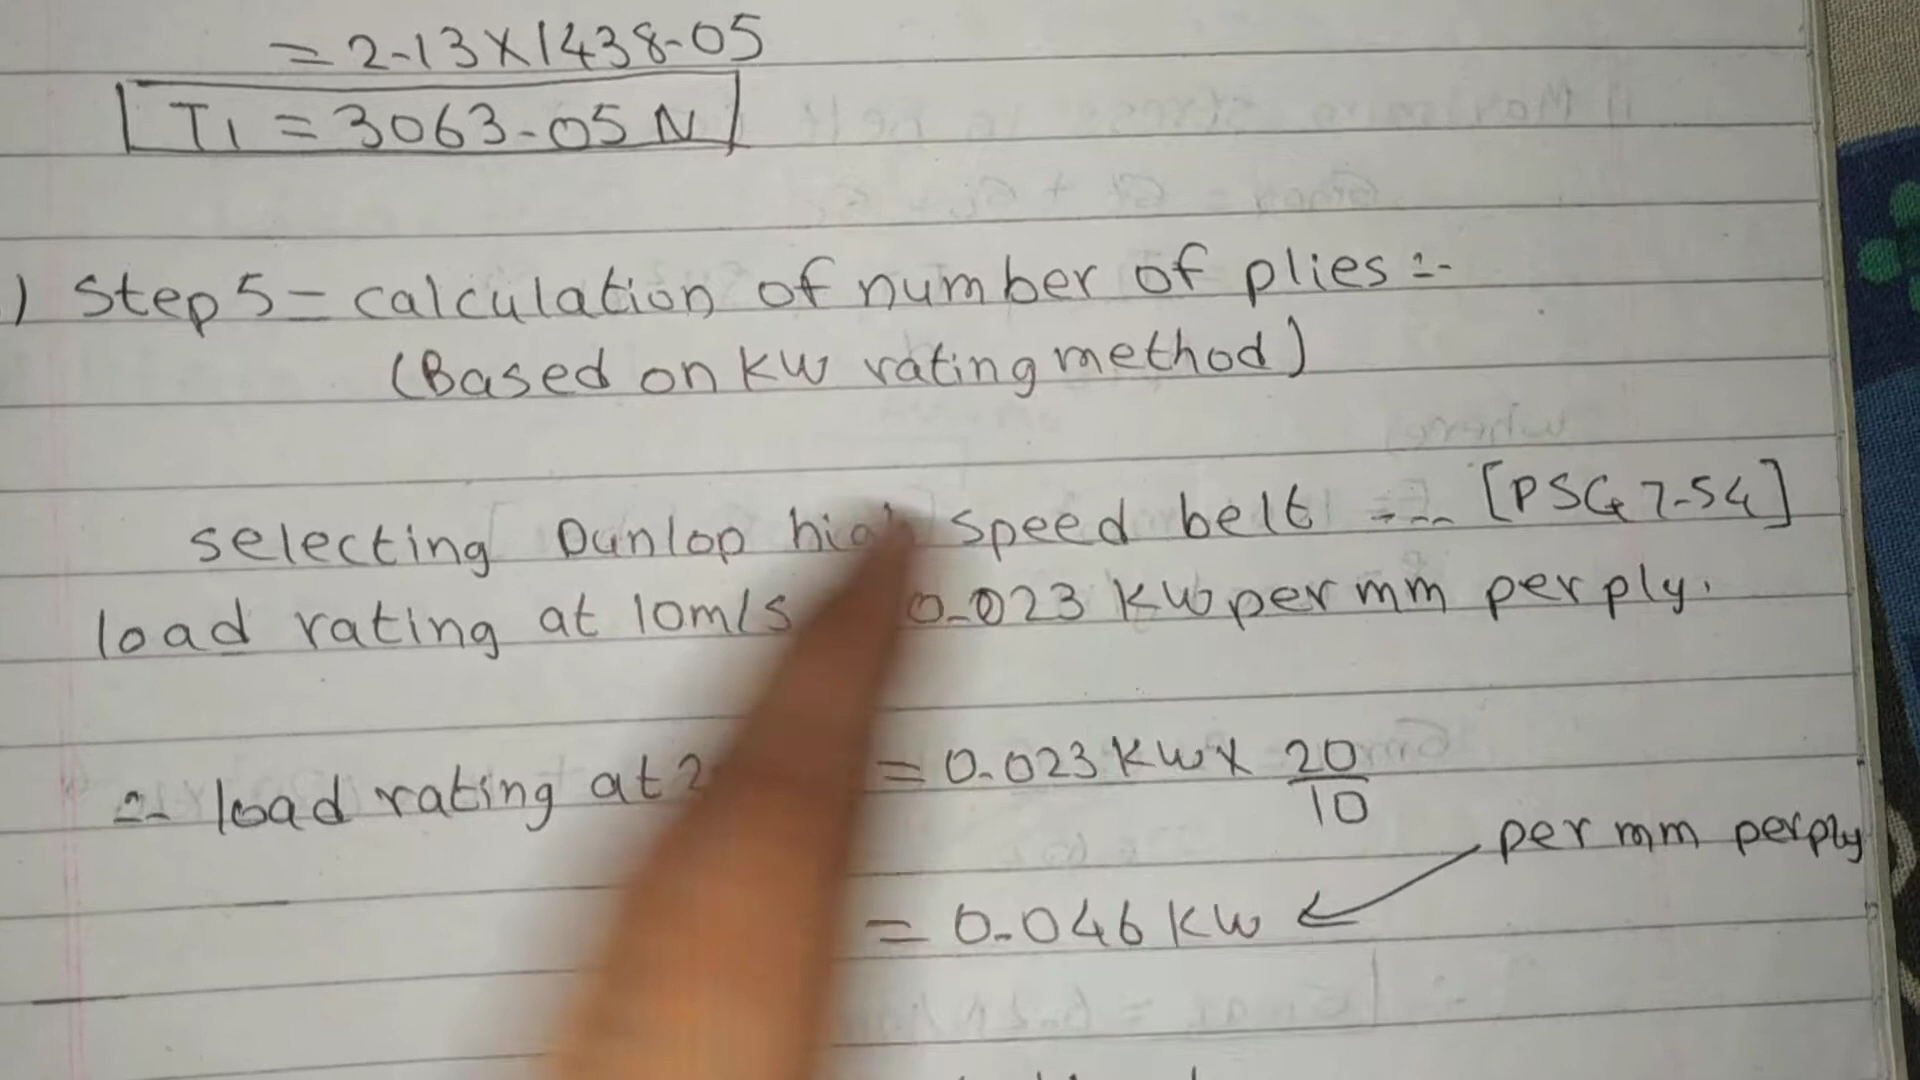 = 2.13 x 1438.05
T1 = 3063.05 N
) Step 5 = calculation of number of plies :-
(Based on kw rating method)
selecting Dunlop high speed belt --- [PSG 7.54]
load rating at 10m/s 0.023 kw per mm per ply.
∴ load rating at 2 = 0.023 kw x 20/10
per mm per ply
= 0.046 kw